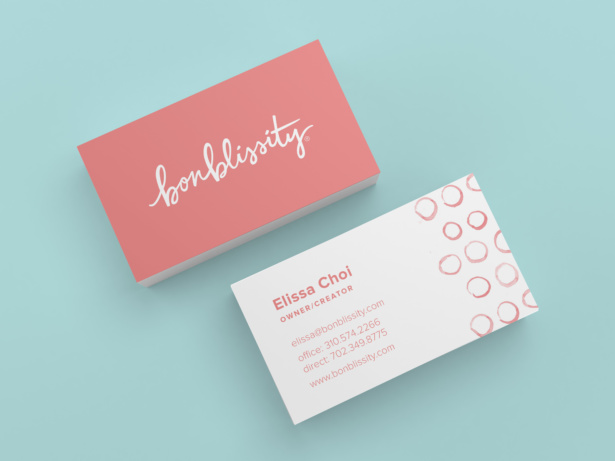 bonblissity®
Elissa Choi
OWNER/CREATOR
elissa@bonblissity.com
office: 310.574.2266
direct: 702.349.8775
www.bonblissity.com